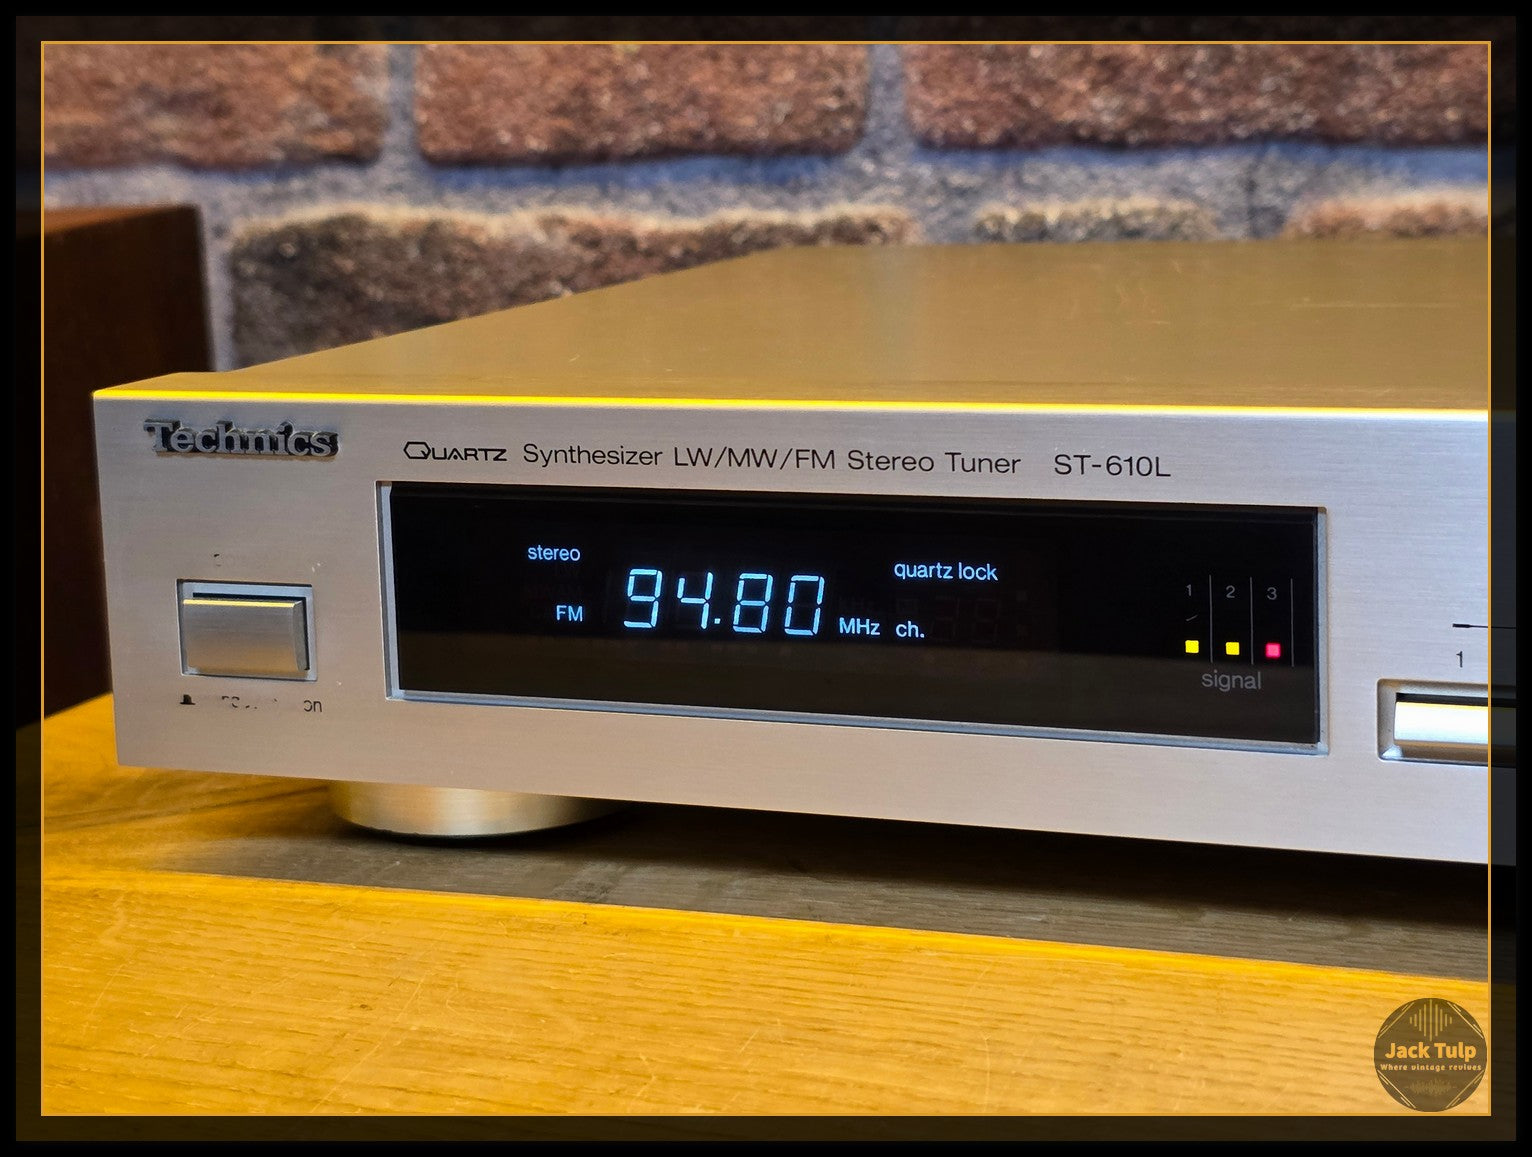 Technics
QUARTZ Synthesizer LW/MW/FM Stereo Tuner ST-610L
stereo
quartz lock
FM 94.80 MHz ch.
1 2 3
signal
on
1
Jack Tulp
Where vintage revives